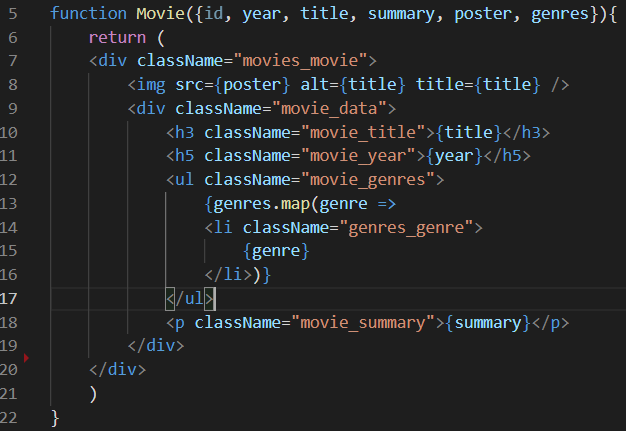 5 function Movie({id, year, title, summary, poster, genres}){
6     return (
7     <div className="movies_movie">
8         <img src={poster} alt={title} title={title} />
9         <div className="movie_data">
10             <h3 className="movie_title">{title}</h3>
11             <h5 className="movie_year">{year}</h5>
12             <ul className="movie_genres">
13                 {genres.map(genre =>
14                 <li className="genres_genre">
15                     {genre}
16                 </li>)}
17             </ul>
18             <p className="movie_summary">{summary}</p>
19         </div>
20     </div>
21     )
22 }